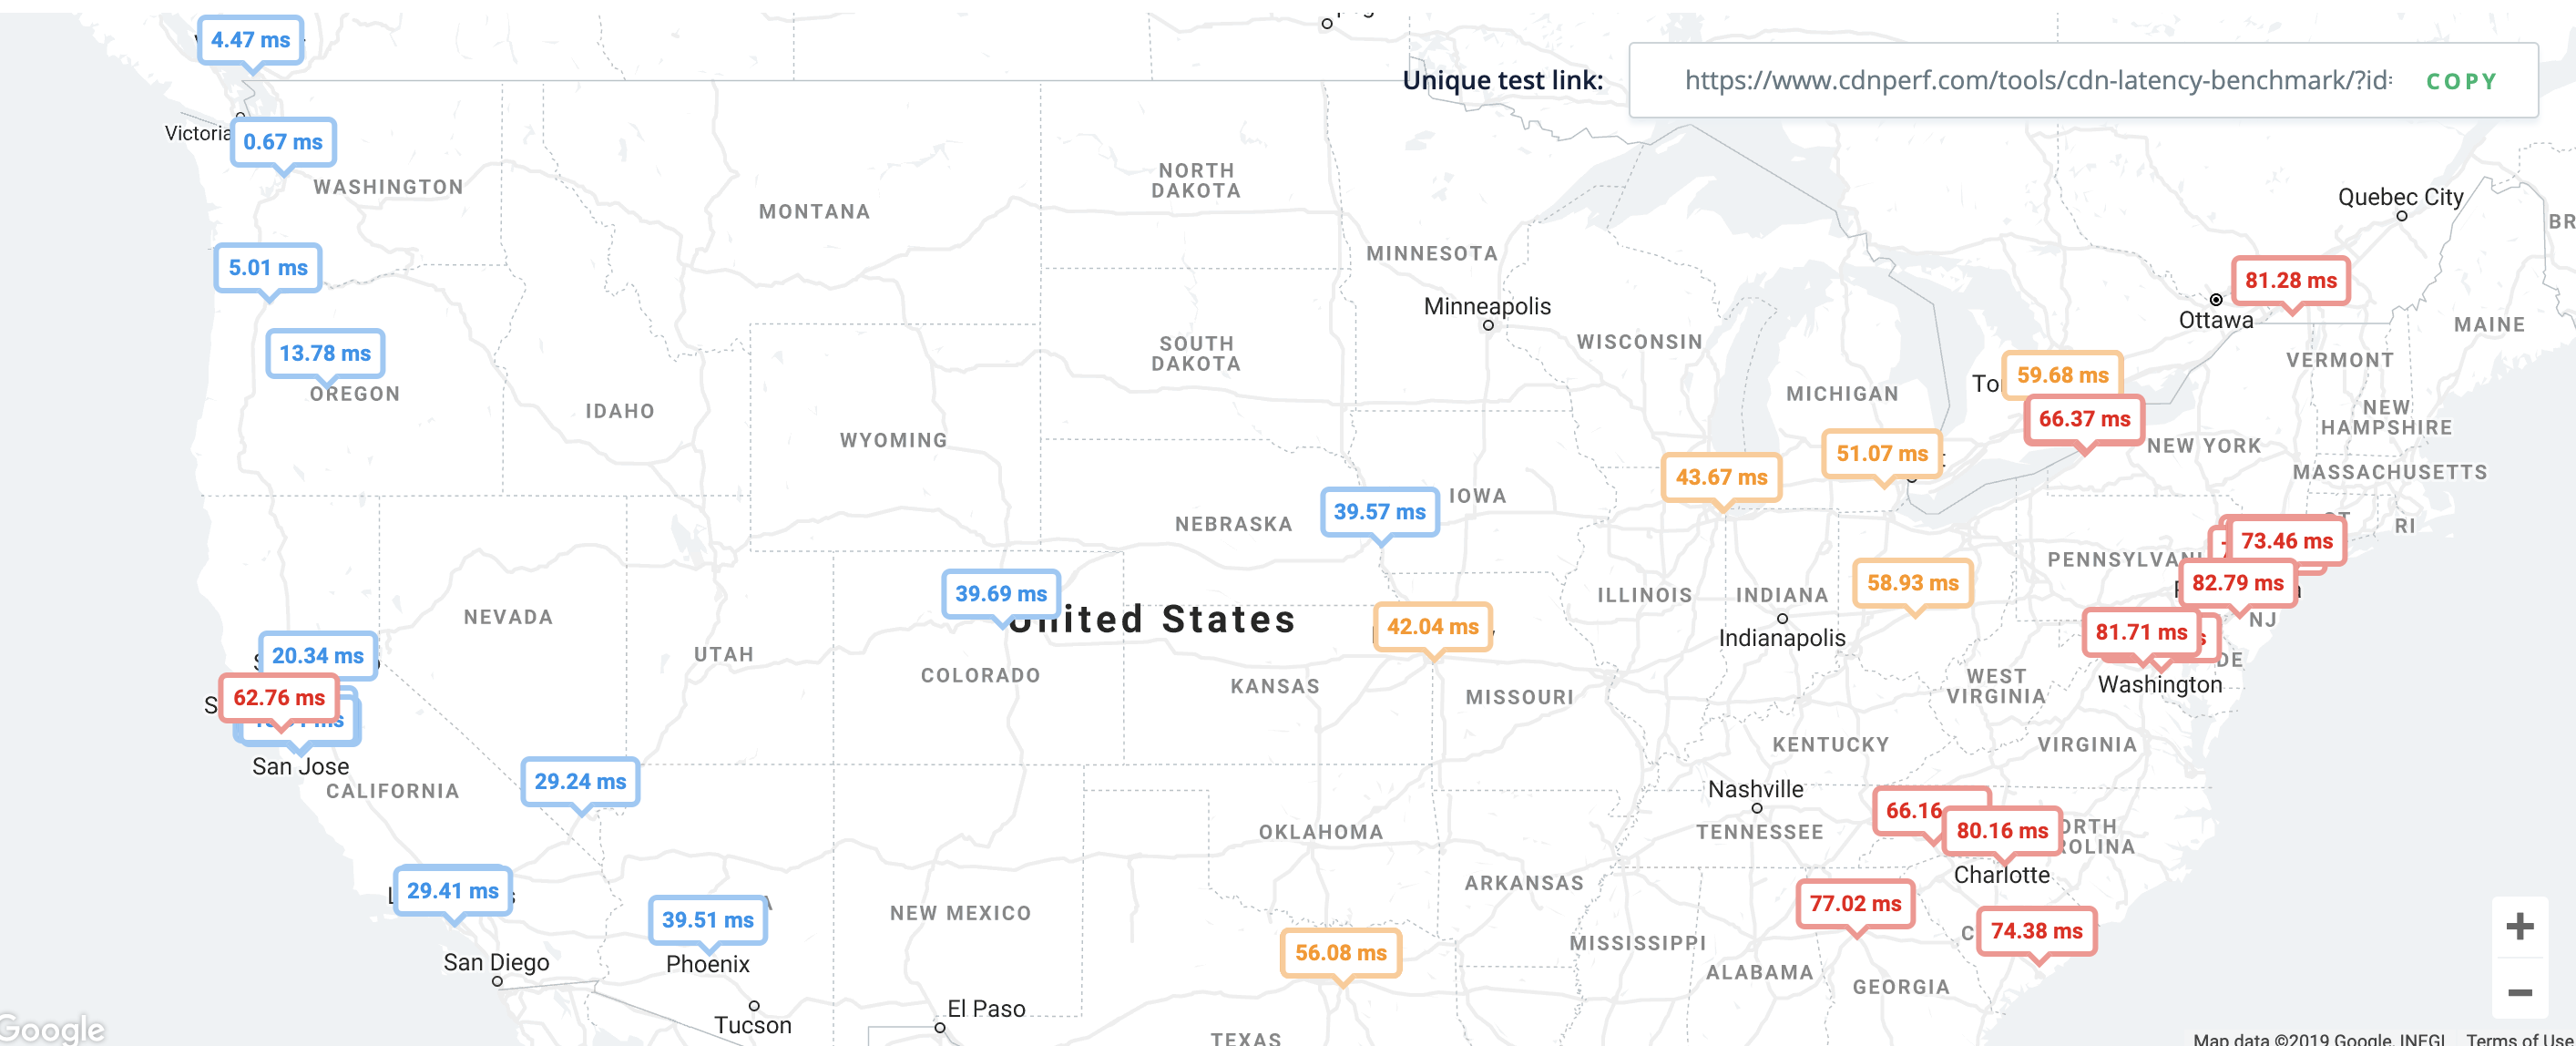 4.47 ms
Unique test link:
https://www.cdnperf.com/tools/cdn-latency-benchmark/?id=
COPY
Victoria
0.67 ms
WASHINGTON
MONTANA
NORTH
DAKOTA
MINNESOTA
Quebec City
5.01 ms
Minneapolis
81.28 ms
Ottawa
MAINE
13.78 ms
OREGON
SOUTH
DAKOTA
WISCONSIN
VERMONT
59.68 ms
IDAHO
MICHIGAN
66.37 ms
NEW
HAMPSHIRE
WYOMING
NEW YORK
51.07 ms
MASSACHUSETTS
43.67 ms
39.57 ms
IOWA
NEBRASKA
RI
73.46 ms
39.69 ms
ILLINOIS
INDIANA
58.93 ms
82.79 ms
NEVADA
United States
42.04 ms
Indianapolis
81.71 ms
NJ
20.34 ms
UTAH
COLORADO
KANSAS
MISSOURI
WEST
VIRGINIA
DE
Washington
62.76 ms
San Jose
CALIFORNIA
29.24 ms
KENTUCKY
VIRGINIA
Nashville
TENNESSEE
OKLAHOMA
66.16
80.16 ms
Charlotte
29.41 ms
39.51 ms
Phoenix
NEW MEXICO
ARKANSAS
77.02 ms
74.38 ms
San Diego
56.08 ms
MISSISSIPPI
ALABAMA
GEORGIA
Tucson
El Paso
TEXAS
Google
Map data ©2019 Google, INEGI
Terms of Use